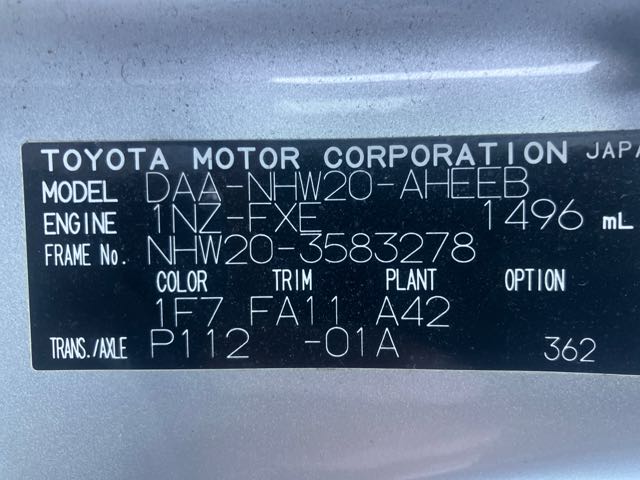 TOYOTA MOTOR CORPORATION JAPA
MODEL DAA-NHW20-AHEEB
ENGINE 1NZ-FXE 1496 mL
FRAME No. NHW20-3583278
COLOR TRIM PLANT OPTION
1F7 FA11 A42
TRANS./AXLE P112 -01A 362